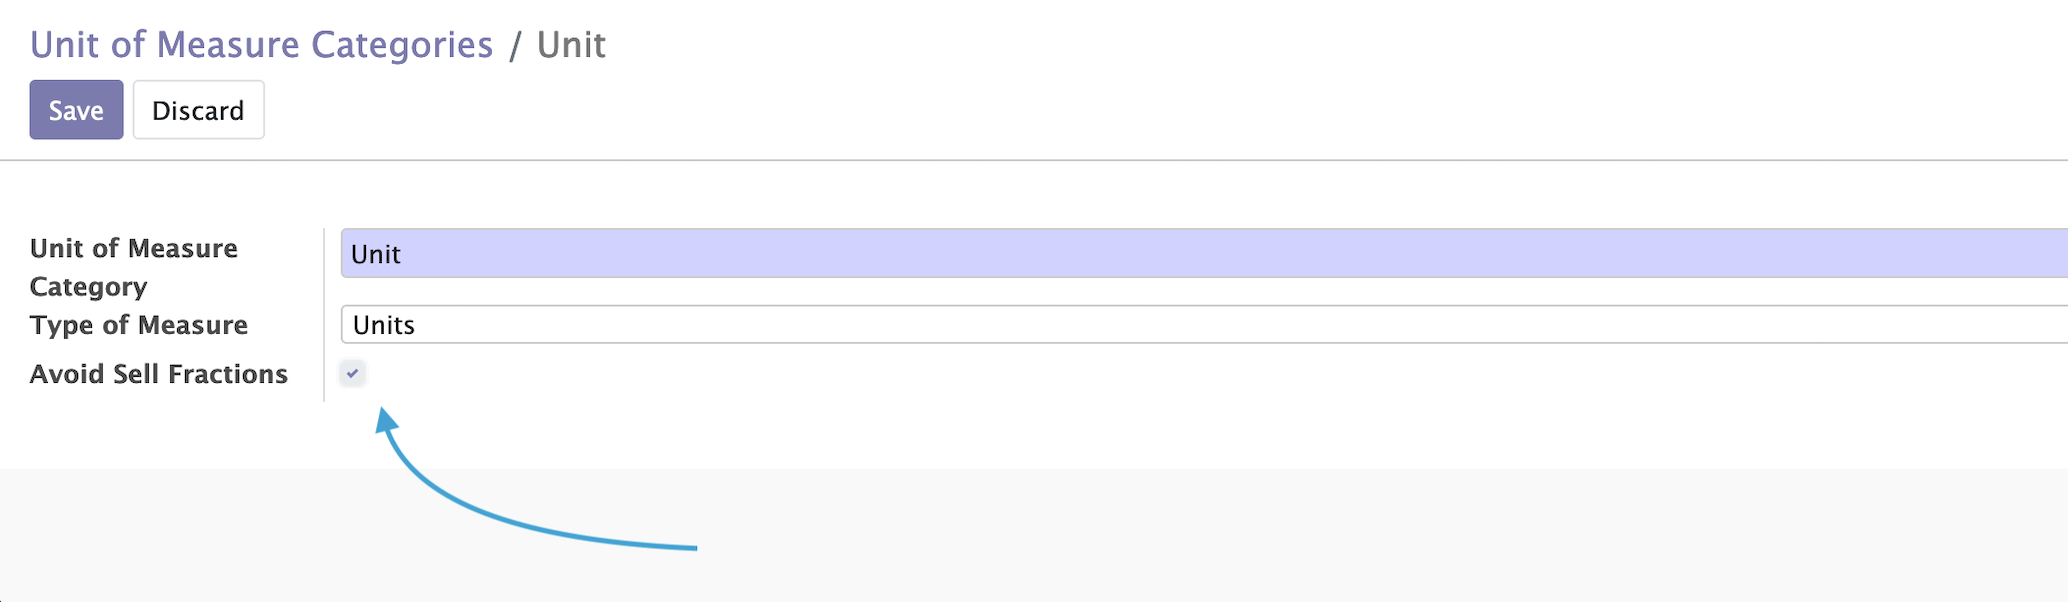 Unit of Measure Categories / Unit
Save Discard
Unit of Measure Category
Unit
Type of Measure
Units
Avoid Sell Fractions